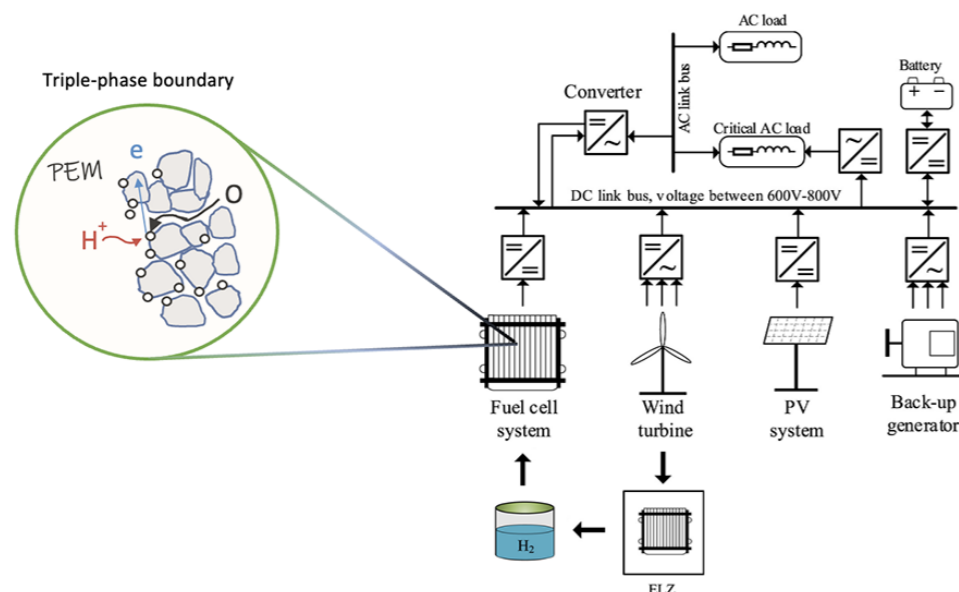 Triple-phase boundary
PEM
e
O
H+
AC load
AC link bus
Converter
Critical AC load
Battery
+ −
DC link bus, voltage between 600V-800V
Fuel cell
system
Wind
turbine
PV
system
Back-up
generator
H2